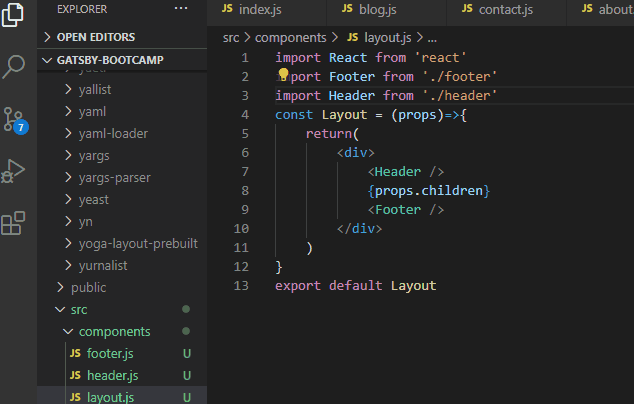 EXPLORER
...
JS index.js
JS blog.js
JS contact.js
JS about
OPEN EDITORS
GATSBY-BOOTCAMP
yallist
yaml
yaml-loader
yargs
yargs-parser
yeast
yn
yoga-layout-prebuilt
yurnalist
public
src
components
JS footer.js U
JS header.js U
JS layout.js U
7
src > components > JS layout.js > ...
1 import React from 'react'
2 import Footer from './footer'
3 import Header from './header'
4 const Layout = (props)=>{
5 return(
6 <div>
7 <Header />
8 {props.children}
9 <Footer />
10 </div>
11 )
12 }
13 export default Layout